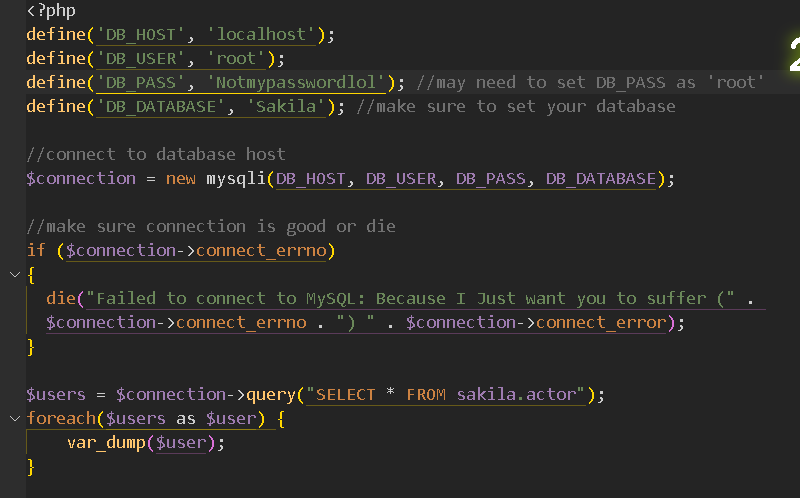 <?php
define('DB_HOST', 'localhost');
define('DB_USER', 'root');
define('DB_PASS', 'Notmypasswordlol'); //may need to set DB_PASS as 'root'
define('DB_DATABASE', 'Sakila'); //make sure to set your database
//connect to database host
$connection = new mysqli(DB_HOST, DB_USER, DB_PASS, DB_DATABASE);
//make sure connection is good or die
if ($connection->connect_errno)
{
die("Failed to connect to MySQL: Because I Just want you to suffer (" .
$connection->connect_errno . ") " . $connection->connect_error);
}
$users = $connection->query("SELECT * FROM sakila.actor");
foreach($users as $user) {
var_dump($user);
}